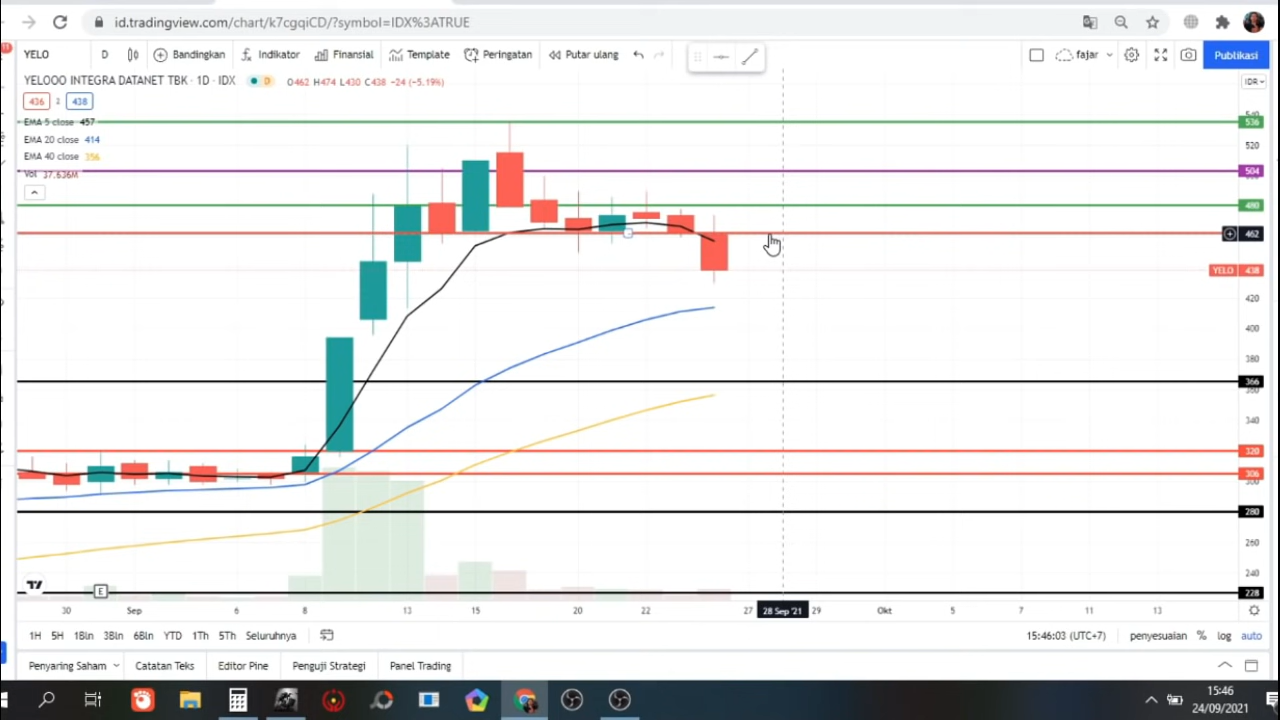 id.tradingview.com/chart/k7cgqiCD/?symbol=IDX%3ATRUE
11
YELO D Bandingkan Indikator Finansial Template Peringatan Putar ulang fajar Publikasi
YELOOO INTEGRA DATANET TBK · 1D · IDX D O462 H474 L430 C438 −24 (−5.19%) IDR
436 2 438
EMA 5 close 457
EMA 20 close 414
EMA 40 close 356
Vol 37.636M
536
520
504
480
462
YELO 438
420
400
380
366
360
340
320
306
300
280
260
240
228
E
30 Sep 6 8 13 15 20 22 27 28 Sep '21 29 Okt 5 7 11 13
1H 5H 1Bln 3Bln 6Bln YTD 1Th 5Th Seluruhnya 15:46:03 (UTC+7) penyesuaian % log auto
Penyaring Saham Catatan Teks Editor Pine Penguji Strategi Panel Trading
15:46
24/09/2021